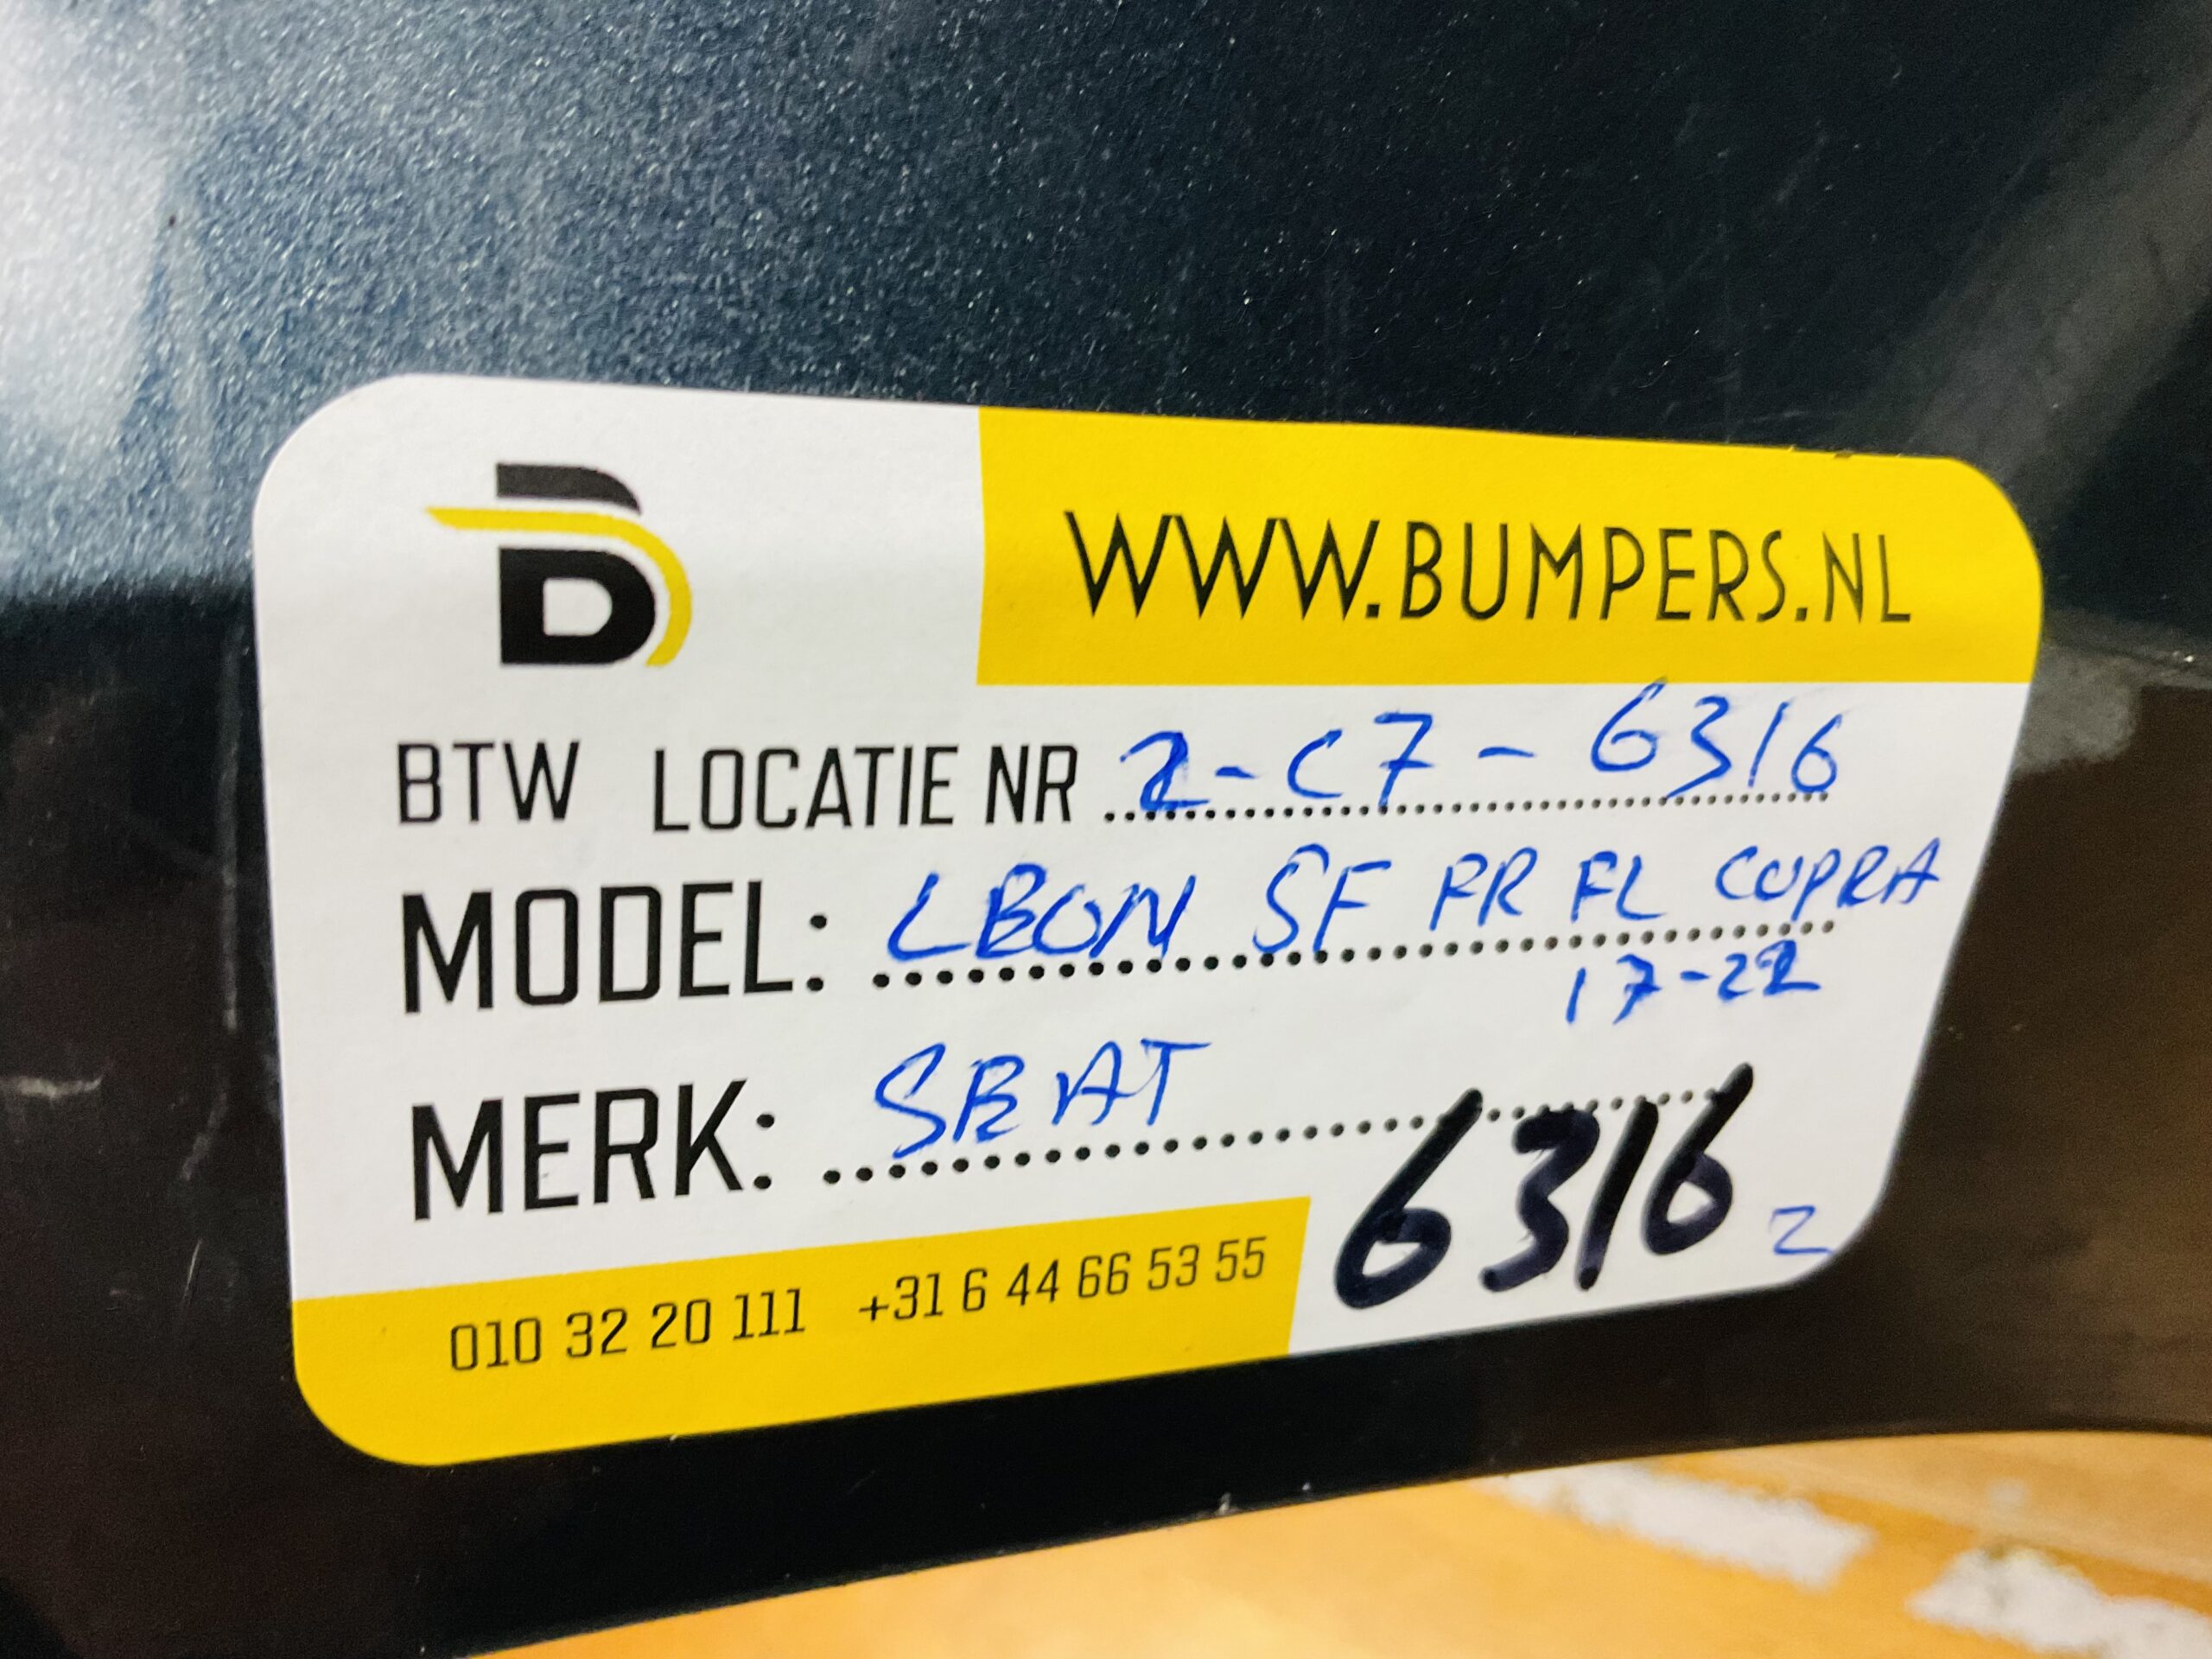 B
WWW.BUMPERS.NL
BTW LOCATIE NR 2-C7-6316
MODEL: LEON 5F FR FL CUPRA
17-22
MERK: SEAT
6316 2
010 32 20 111 +31 6 44 66 53 55